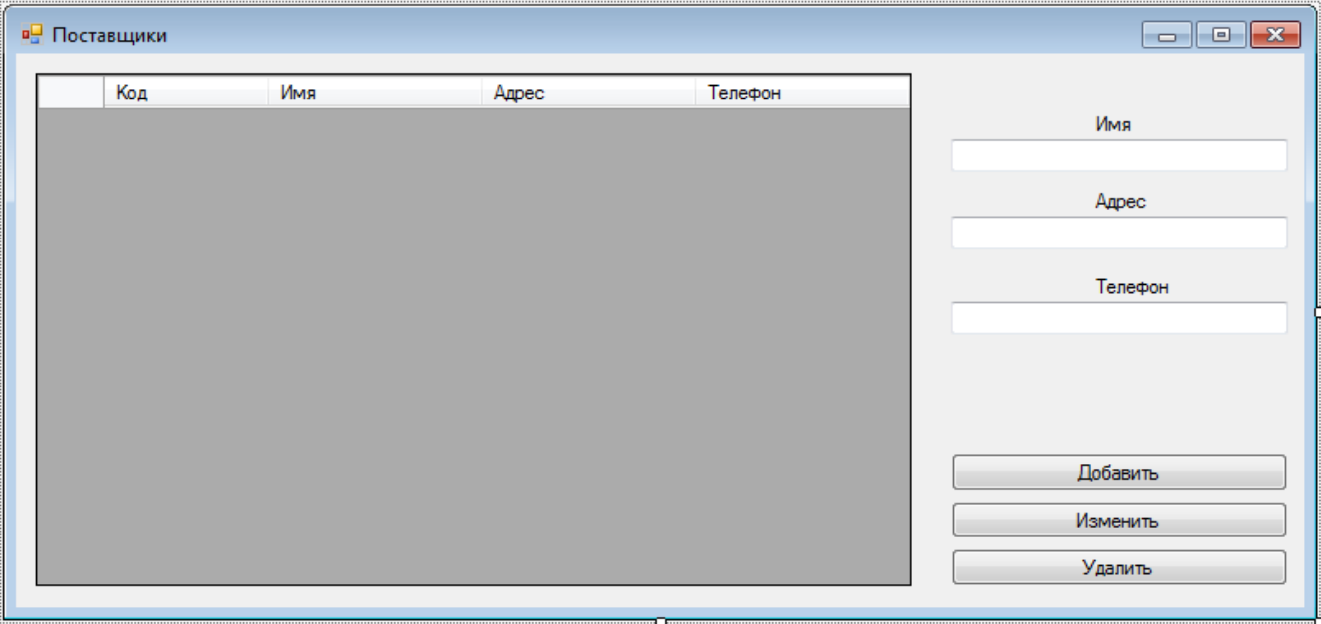 Поставщики
Код Имя Адрес Телефон
Имя
Адрес
Телефон
Добавить
Изменить
Удалить